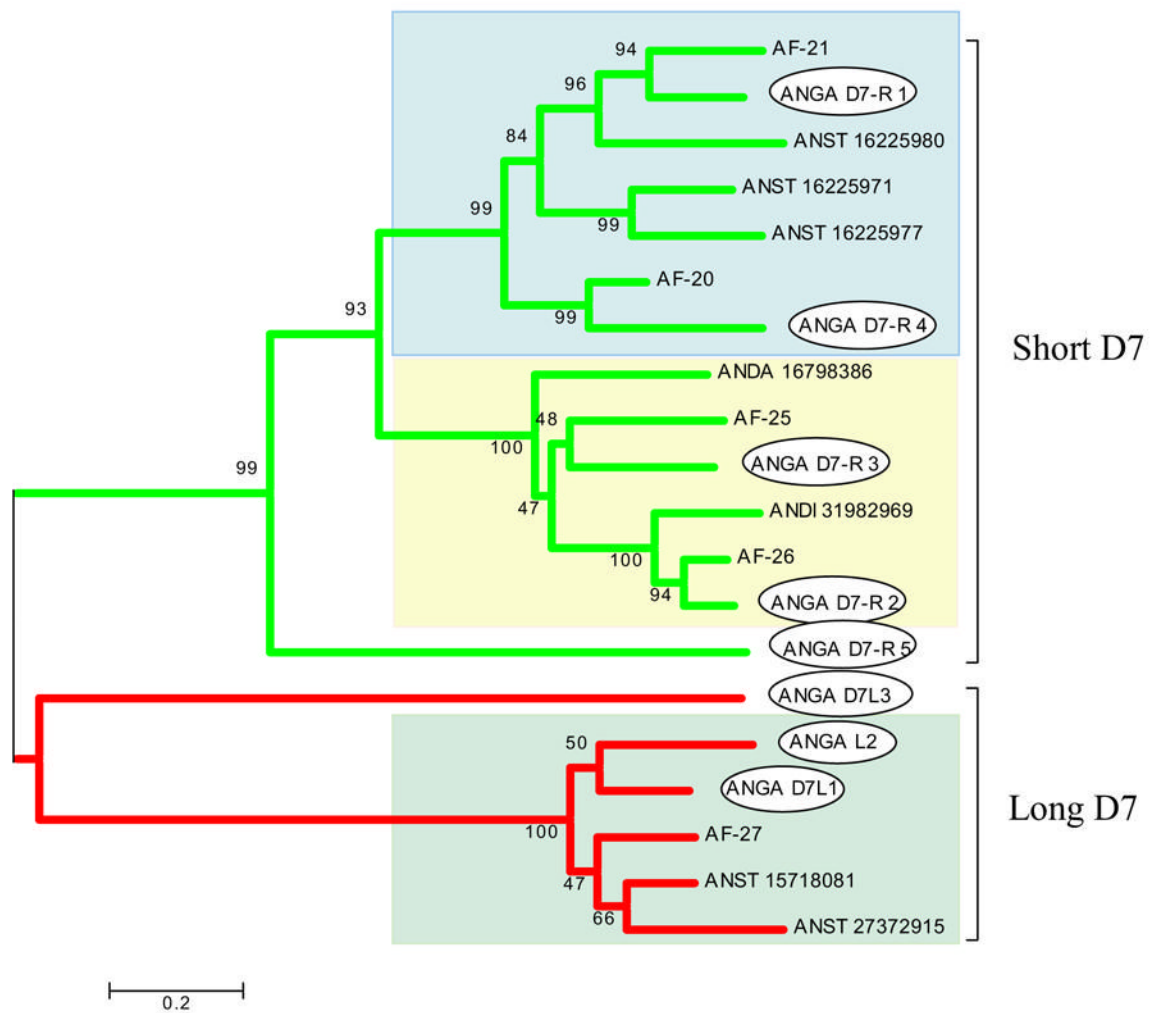 94
AF-21
ANGA D7-R 1
96
ANST 16225980
84
ANST 16225971
99
ANST 16225977
99
AF-20
99
ANGA D7-R 4
93
Short D7
ANDA 16798386
48
AF-25
100
ANGA D7-R 3
99
47
ANDI 31982969
100
AF-26
94
ANGA D7-R 2
ANGA D7-R 5
ANGA D7L3
50
ANGA L2
ANGA D7L1
Long D7
100
AF-27
47
ANST 15718081
66
ANST 27372915
0.2